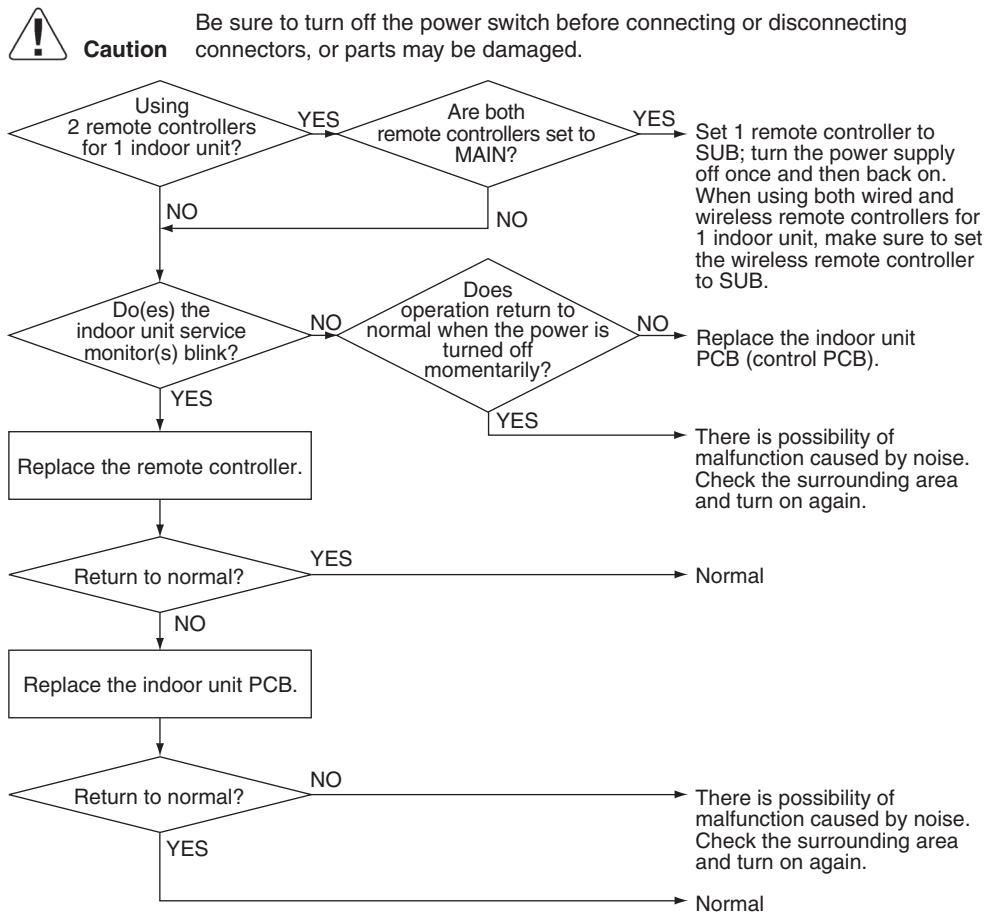 Be sure to turn off the power switch before connecting or disconnecting
Caution
connectors, or parts may be damaged.
Using
2 remote controllers
for 1 indoor unit?
YES
Are both
remote controllers set to
MAIN?
YES
Set 1 remote controller to
SUB; turn the power supply
off once and then back on.
When using both wired and
wireless remote controllers for
1 indoor unit, make sure to set
the wireless remote controller
to SUB.
NO
NO
Do(es) the
indoor unit service
monitor(s) blink?
NO
Does
operation return to
normal when the power is
turned off
momentarily?
NO
Replace the indoor unit
PCB (control PCB).
YES
YES
There is possibility of
malfunction caused by noise.
Check the surrounding area
and turn on again.
Replace the remote controller.
Return to normal?
YES
Normal
NO
Replace the indoor unit PCB.
Return to normal?
NO
There is possibility of
malfunction caused by noise.
Check the surrounding area
and turn on again.
YES
Normal